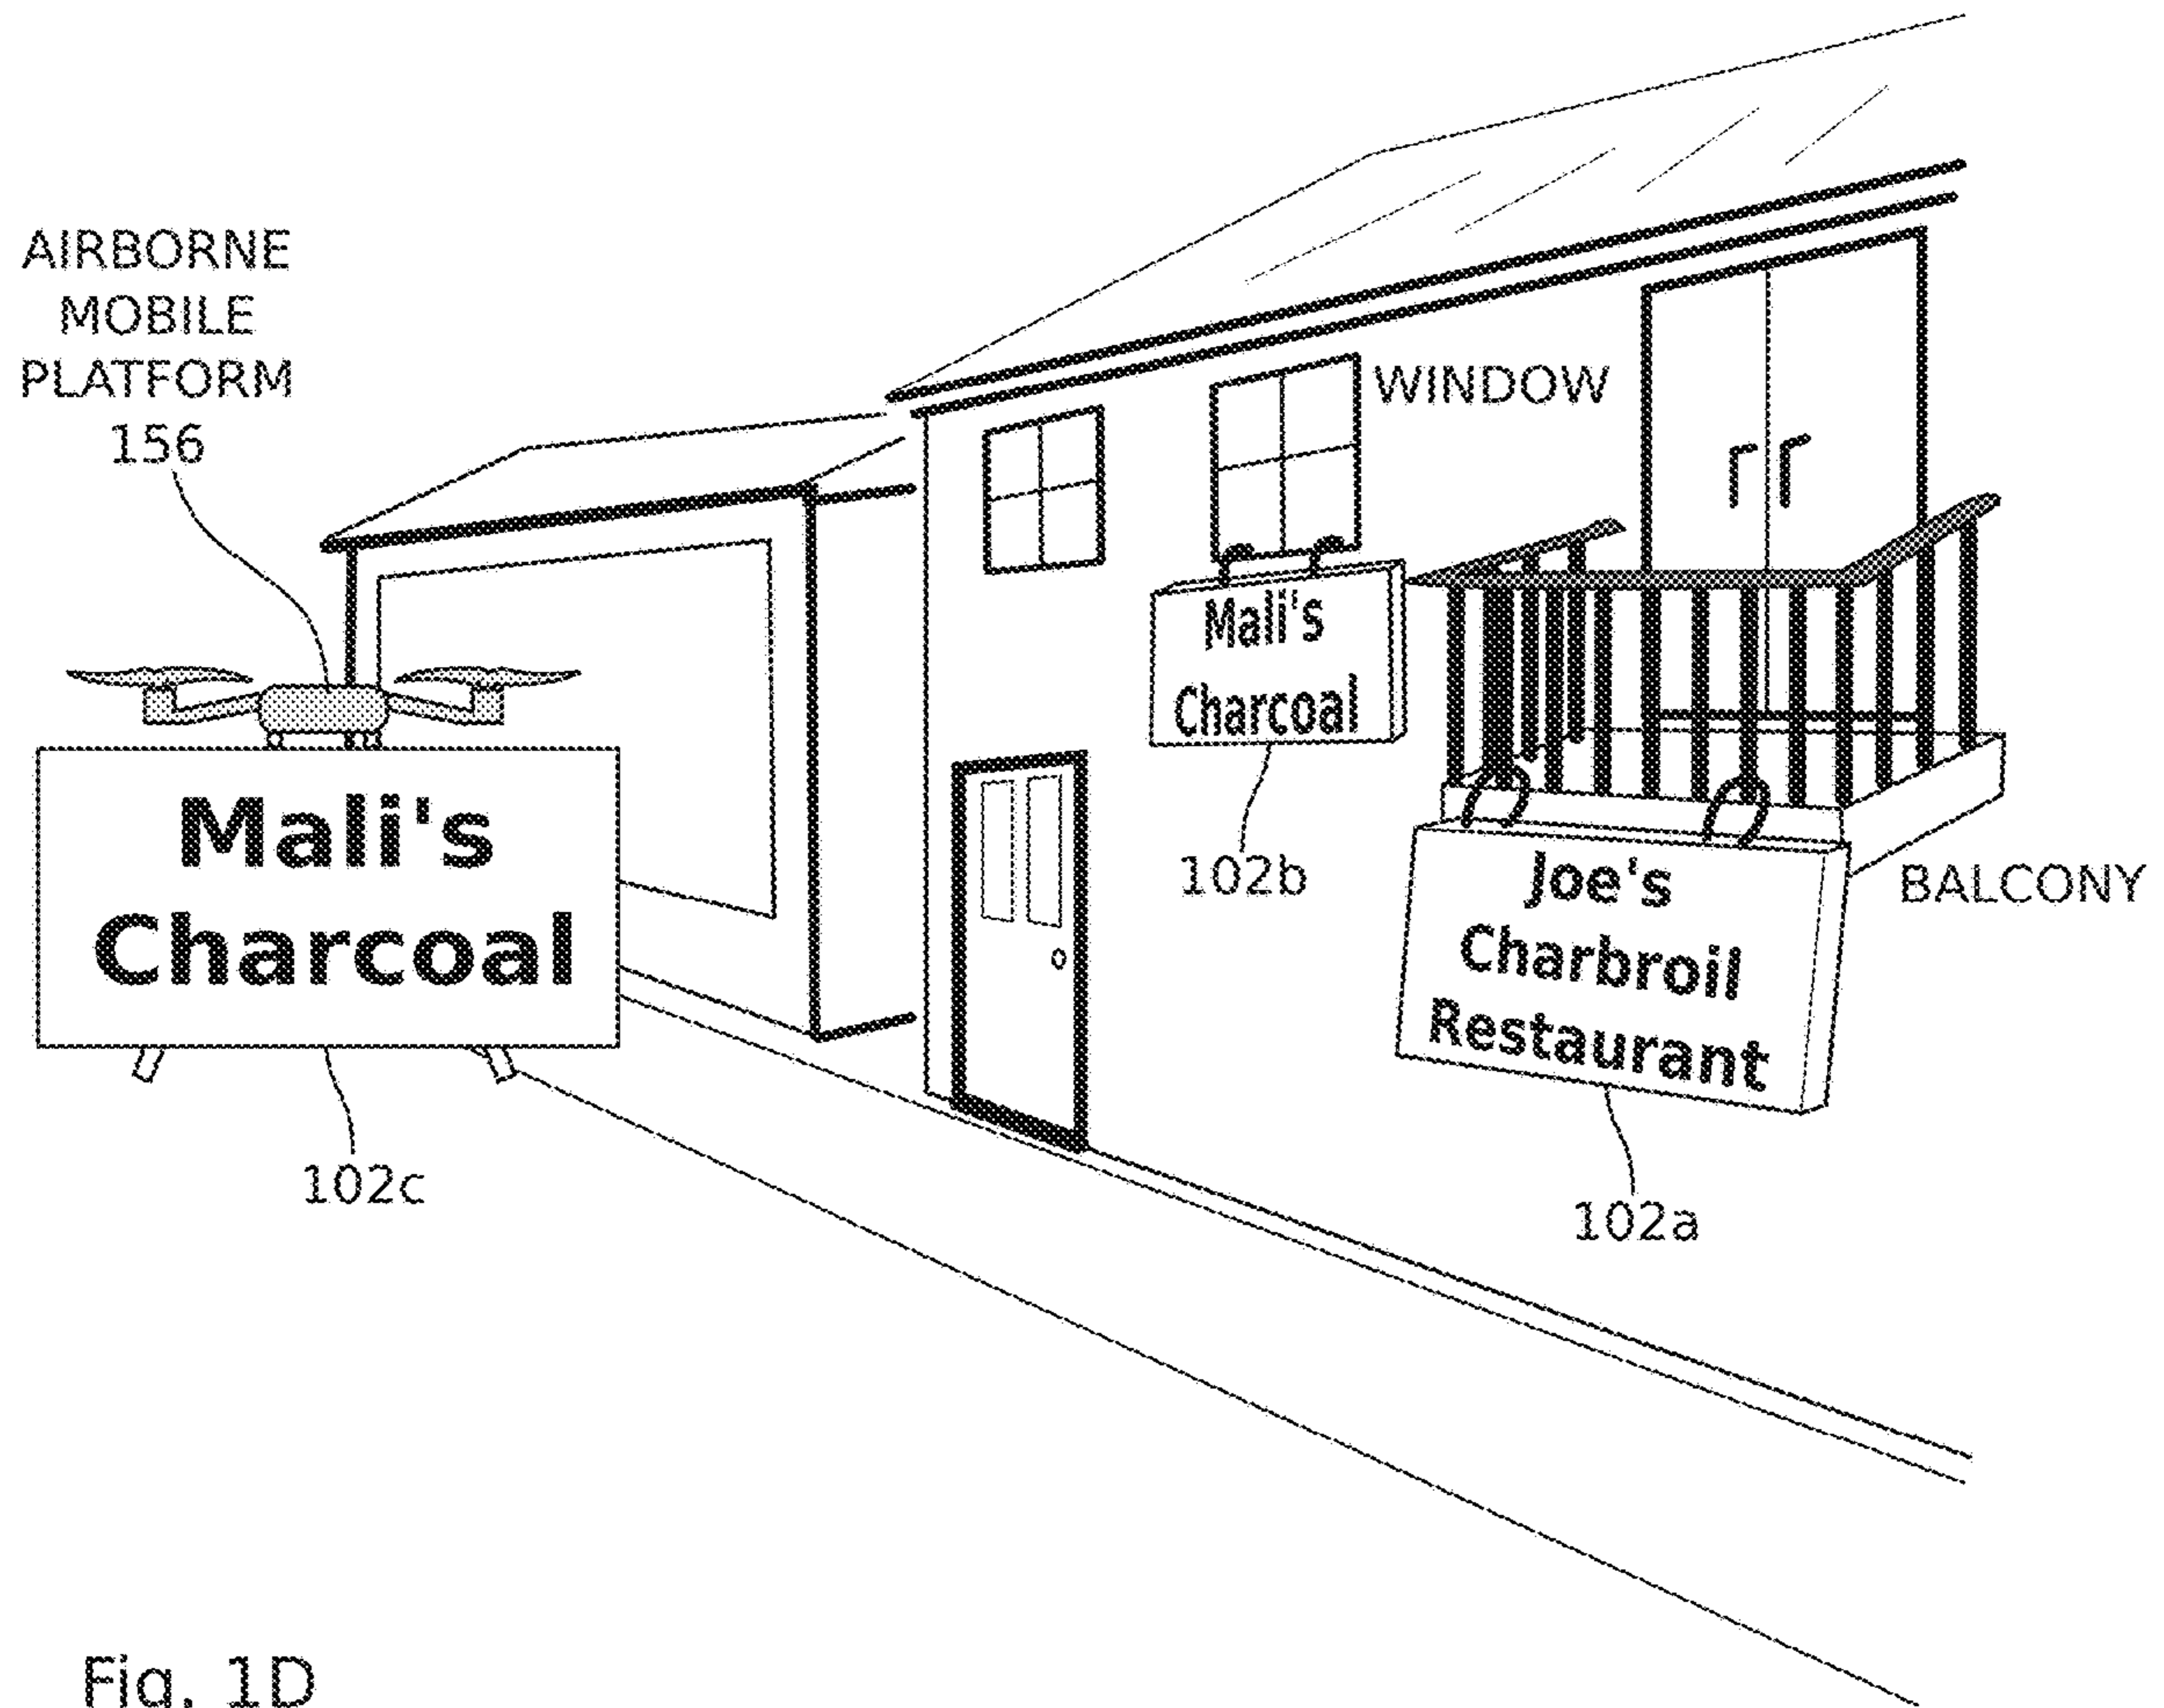 AIRBORNE
MOBILE
PLATFORM
156
WINDOW
Mali's
Charcoal
102b
Mali's
Charcoal
102c
Joe's
Charbroil
Restaurant
102a
BALCONY
Fig. 1D